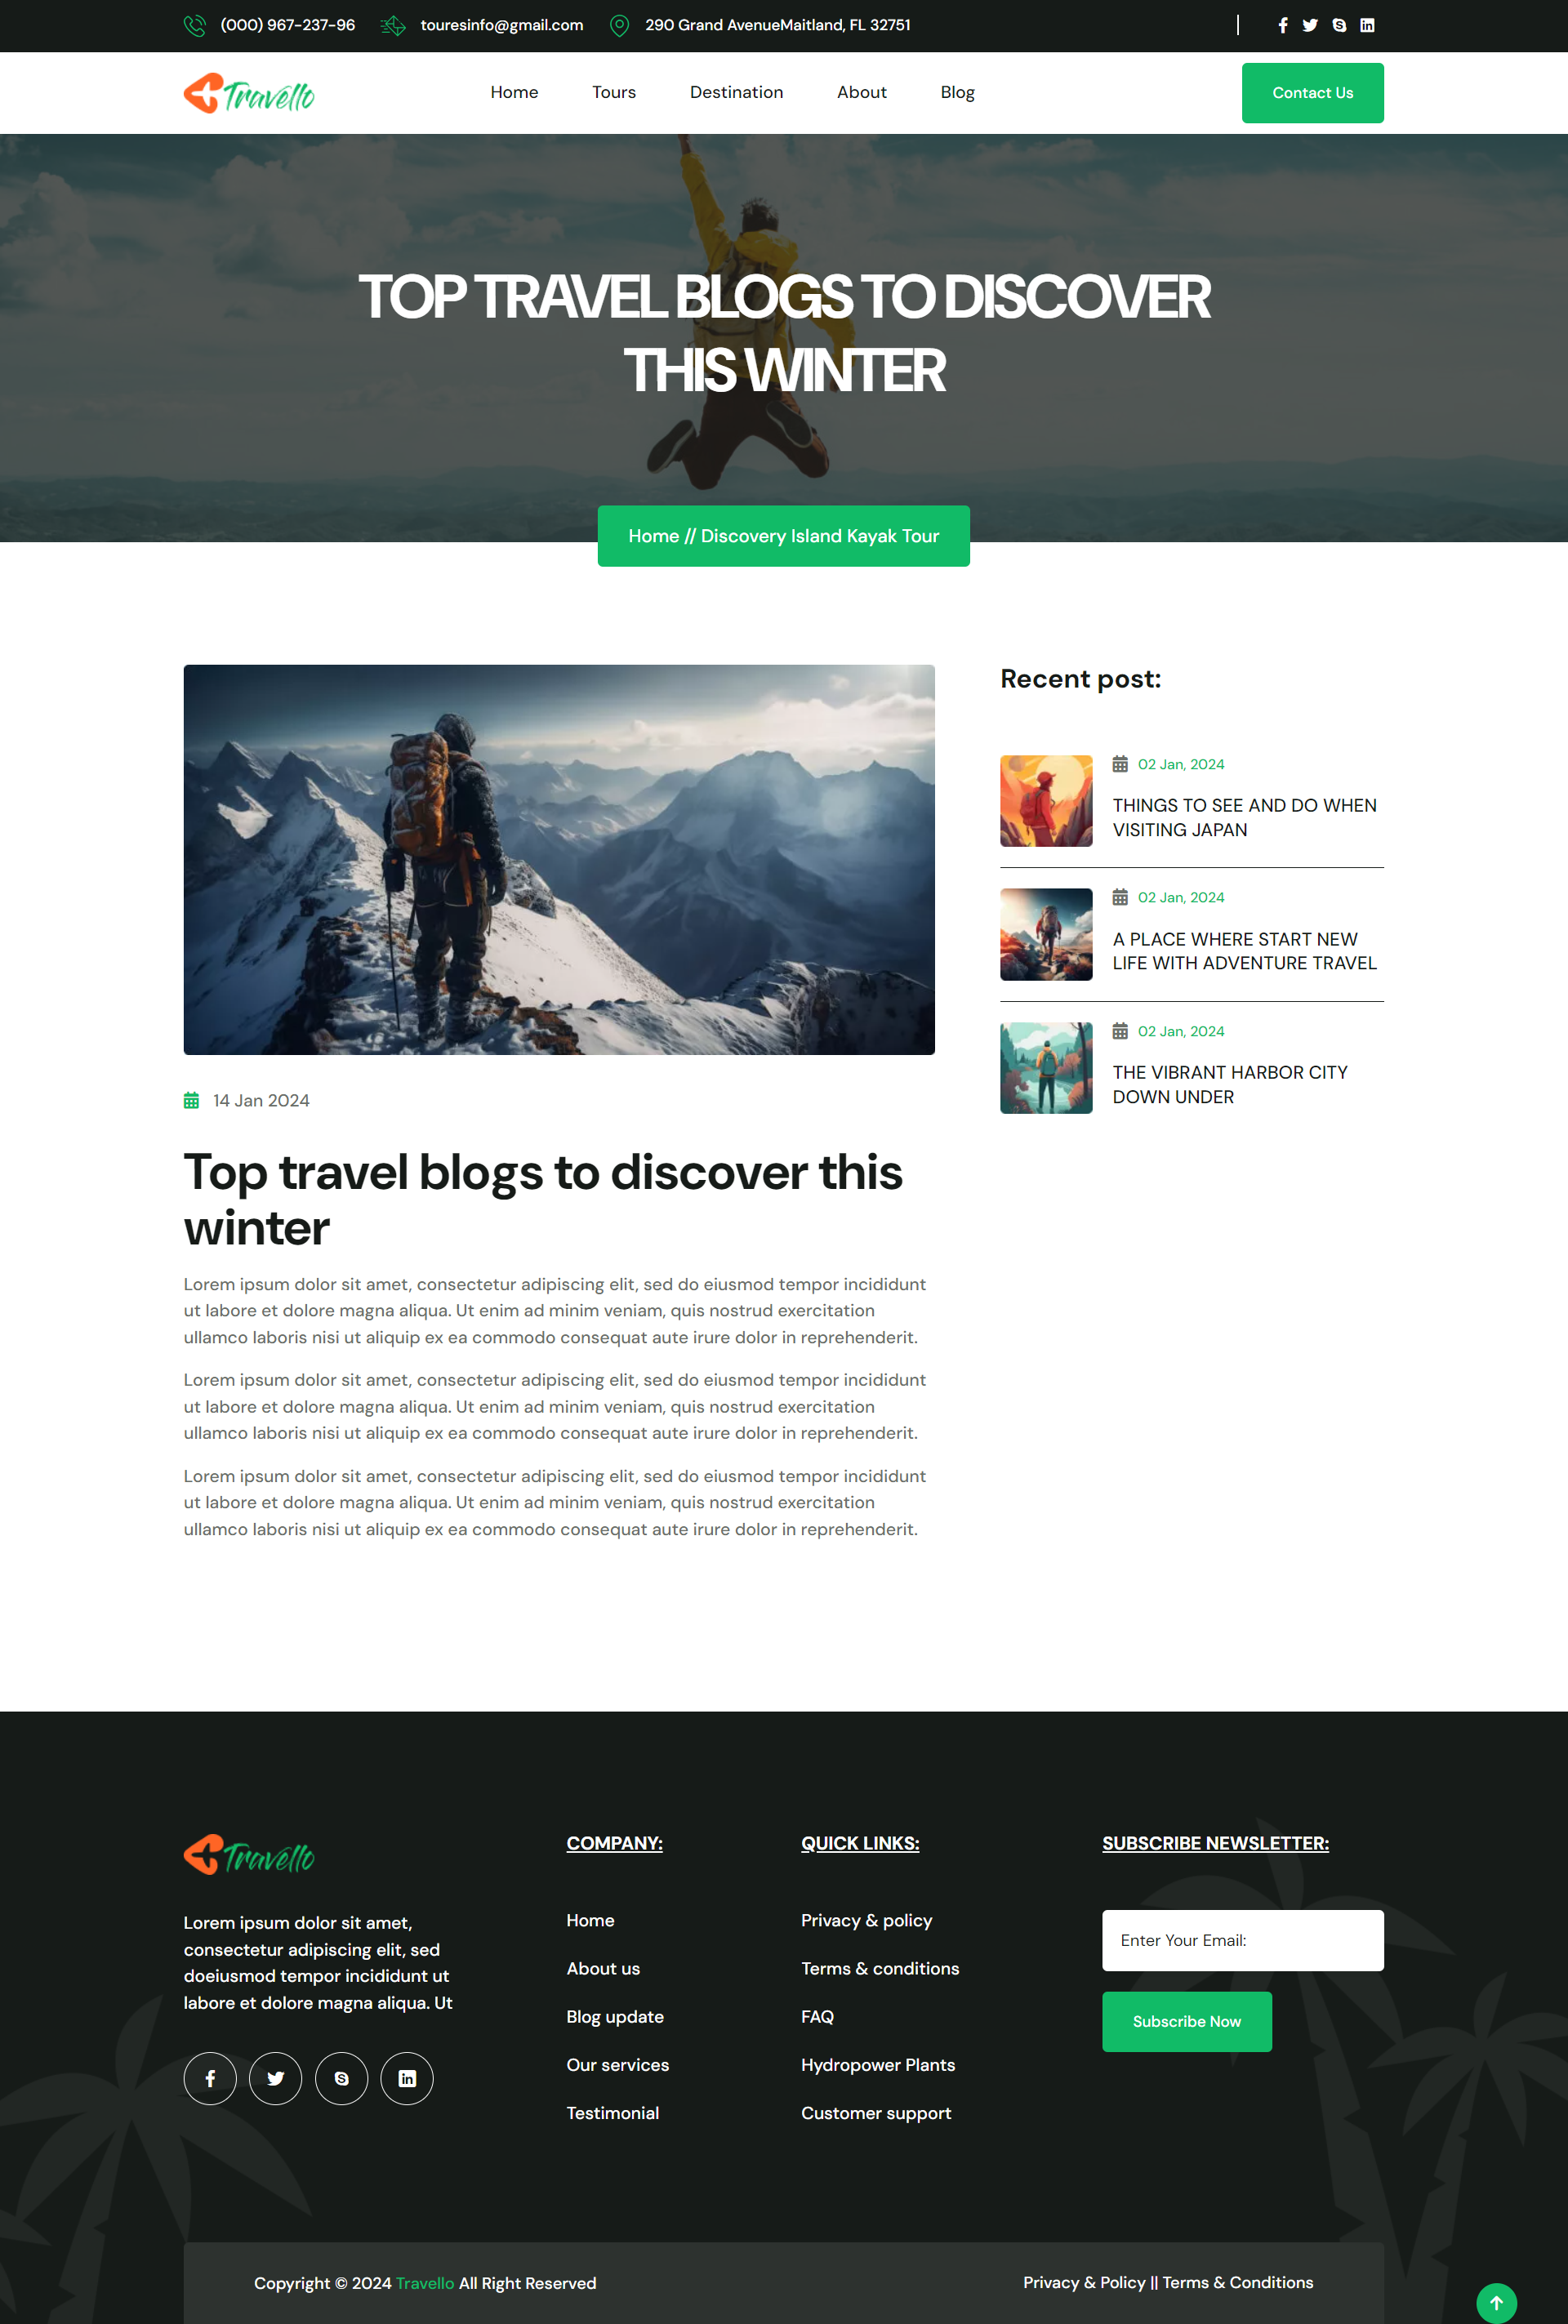 (000) 967-237-96 touresinfo@gmail.com 290 Grand AvenueMaitland, FL 32751
Travello Home Tours Destination About Blog Contact Us
TOP TRAVEL BLOGS TO DISCOVER
THIS WINTER
Home // Discovery Island Kayak Tour
14 Jan 2024
Top travel blogs to discover this
winter
Lorem ipsum dolor sit amet, consectetur adipiscing elit, sed do eiusmod tempor incididunt
ut labore et dolore magna aliqua. Ut enim ad minim veniam, quis nostrud exercitation
ullamco laboris nisi ut aliquip ex ea commodo consequat aute irure dolor in reprehenderit.
Lorem ipsum dolor sit amet, consectetur adipiscing elit, sed do eiusmod tempor incididunt
ut labore et dolore magna aliqua. Ut enim ad minim veniam, quis nostrud exercitation
ullamco laboris nisi ut aliquip ex ea commodo consequat aute irure dolor in reprehenderit.
Lorem ipsum dolor sit amet, consectetur adipiscing elit, sed do eiusmod tempor incididunt
ut labore et dolore magna aliqua. Ut enim ad minim veniam, quis nostrud exercitation
ullamco laboris nisi ut aliquip ex ea commodo consequat aute irure dolor in reprehenderit.
Recent post:
02 Jan, 2024
THINGS TO SEE AND DO WHEN
VISITING JAPAN
02 Jan, 2024
A PLACE WHERE START NEW
LIFE WITH ADVENTURE TRAVEL
02 Jan, 2024
THE VIBRANT HARBOR CITY
DOWN UNDER
Travello
Lorem ipsum dolor sit amet,
consectetur adipiscing elit, sed
doeiusmod tempor incididunt ut
labore et dolore magna aliqua. Ut
COMPANY:
Home
About us
Blog update
Our services
Testimonial
QUICK LINKS:
Privacy & policy
Terms & conditions
FAQ
Hydropower Plants
Customer support
SUBSCRIBE NEWSLETTER:
Enter Your Email:
Subscribe Now
Copyright © 2024 Travello All Right Reserved
Privacy & Policy || Terms & Conditions